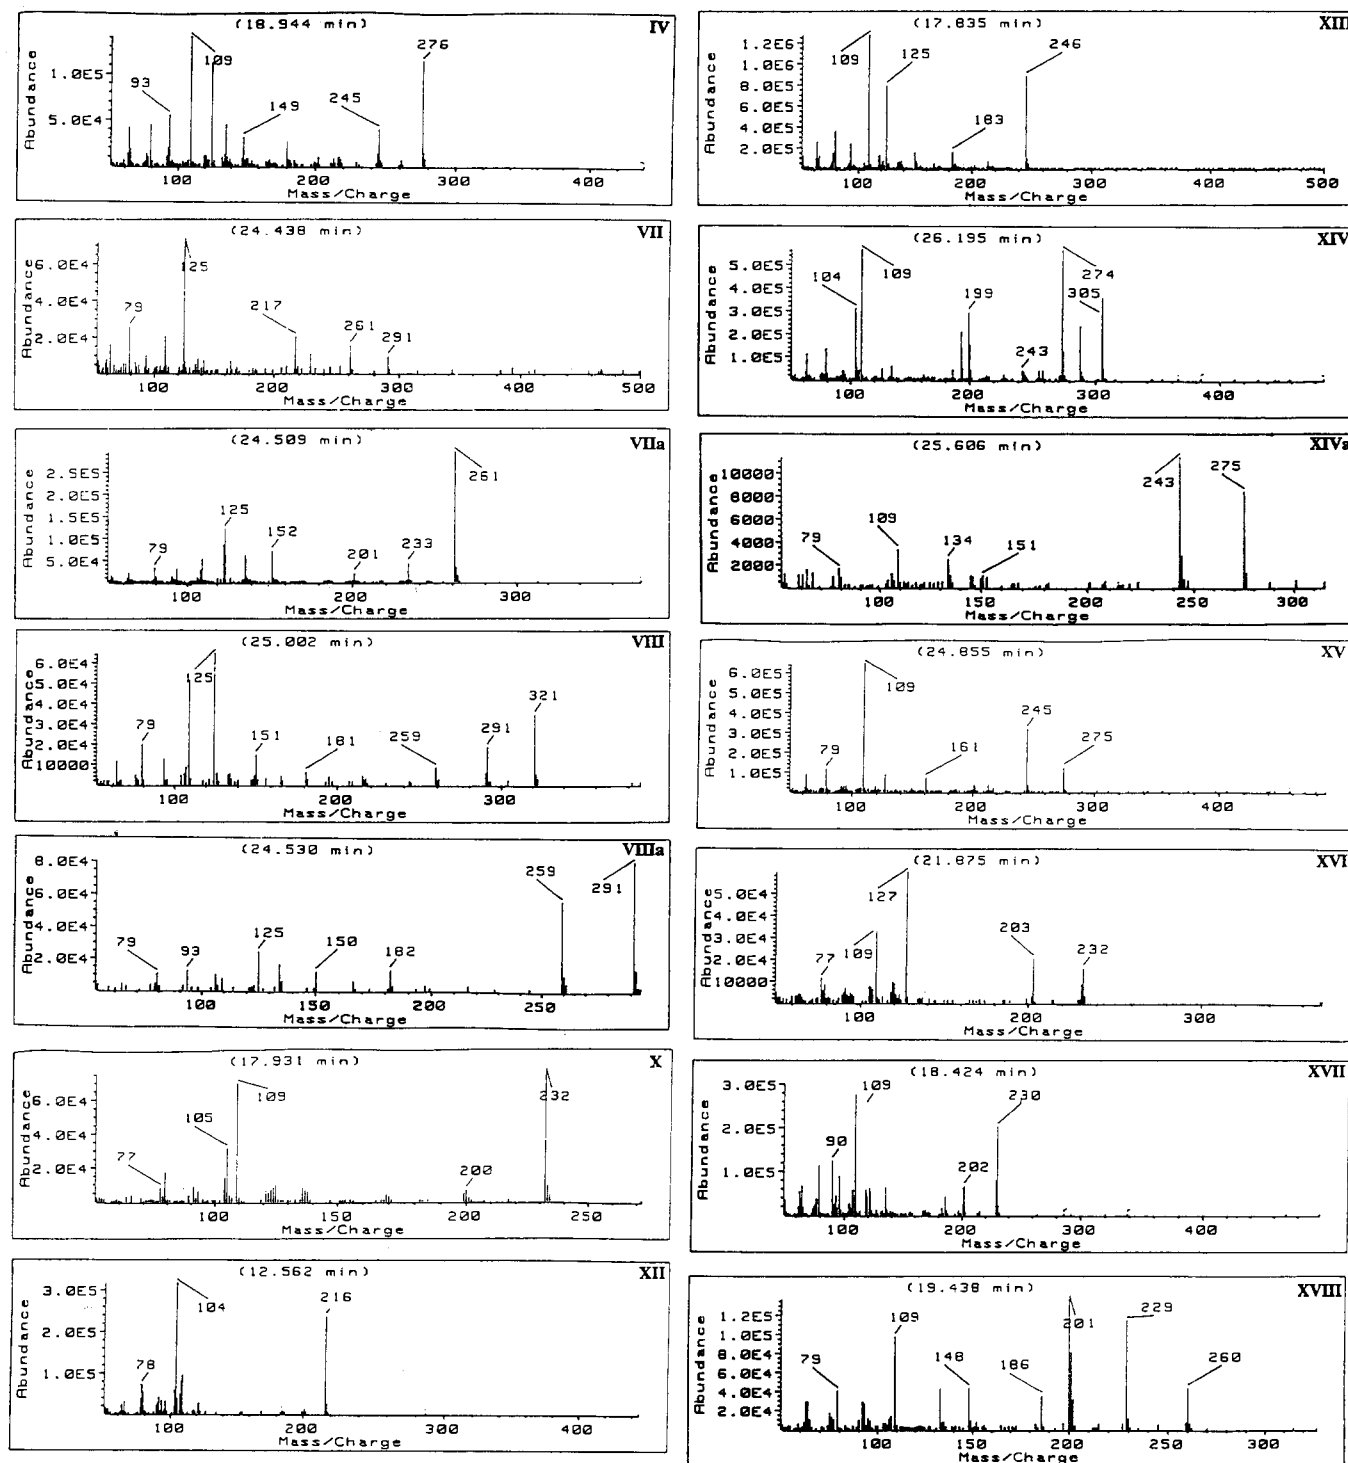 (18.944 min) IV
Abundance
1.0E5
5.0E4
93
109
149
245
276
100 200 300 400
Mass/Charge
(24.438 min) VII
Abundance
6.0E4
4.0E4
2.0E4
79
125
217
261
291
100 200 300 400 500
Mass/Charge
(24.509 min) VIIa
Abundance
2.5E5
2.0E5
1.5E5
1.0E5
5.0E4
79
125
152
201
233
261
100 200 300
Mass/Charge
(25.002 min) VIII
Abundance
6.0E4
5.0E4
4.0E4
3.0E4
2.0E4
10000
79
125
151
181
259
291
321
100 200 300
Mass/Charge
(24.530 min) VIIIa
Abundance
8.0E4
6.0E4
4.0E4
2.0E4
79
93
125
150
182
259
291
100 150 200 250
Mass/Charge
(17.931 min) X
Abundance
6.0E4
4.0E4
2.0E4
77
105
109
200
232
100 150 200 250
Mass/Charge
(12.562 min) XII
Abundance
3.0E5
2.0E5
1.0E5
78
104
216
100 200 300 400
Mass/Charge
(17.835 min) XIII
Abundance
1.2E6
1.0E6
8.0E5
6.0E5
4.0E5
2.0E5
109
125
183
246
100 200 300 400 500
Mass/Charge
(26.195 min) XIV
Abundance
5.0E5
4.0E5
3.0E5
2.0E5
1.0E5
104
109
199
243
274
305
100 200 300 400
Mass/Charge
(25.606 min) XIVa
Abundance
10000
8000
6000
4000
2000
79
109
134
151
243
275
100 150 200 250 300
Mass/Charge
(24.855 min) XV
Abundance
6.0E5
5.0E5
4.0E5
3.0E5
2.0E5
1.0E5
79
109
161
245
275
100 200 300 400
Mass/Charge
(21.875 min) XVI
Abundance
5.0E4
4.0E4
3.0E4
2.0E4
10000
77
109
127
203
232
100 200 300
Mass/Charge
(18.424 min) XVII
Abundance
3.0E5
2.0E5
1.0E5
90
109
202
230
100 200 300 400
Mass/Charge
(19.438 min) XVIII
Abundance
1.2E5
1.0E5
8.0E4
6.0E4
4.0E4
2.0E4
79
109
148
186
201
229
260
100 150 200 250 300
Mass/Charge